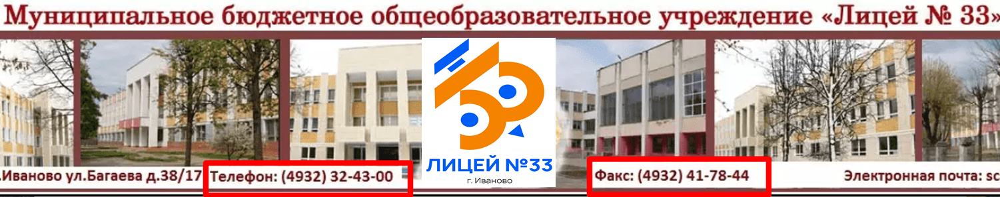 Муниципальное бюджетное общеобразовательное учреждение «Лицей № 33»
ЛИЦЕЙ №33
г. Иваново
.Иваново ул.Багаева д.38/17 Телефон: (4932) 32-43-00 Факс: (4932) 41-78-44 Электронная почта: sc